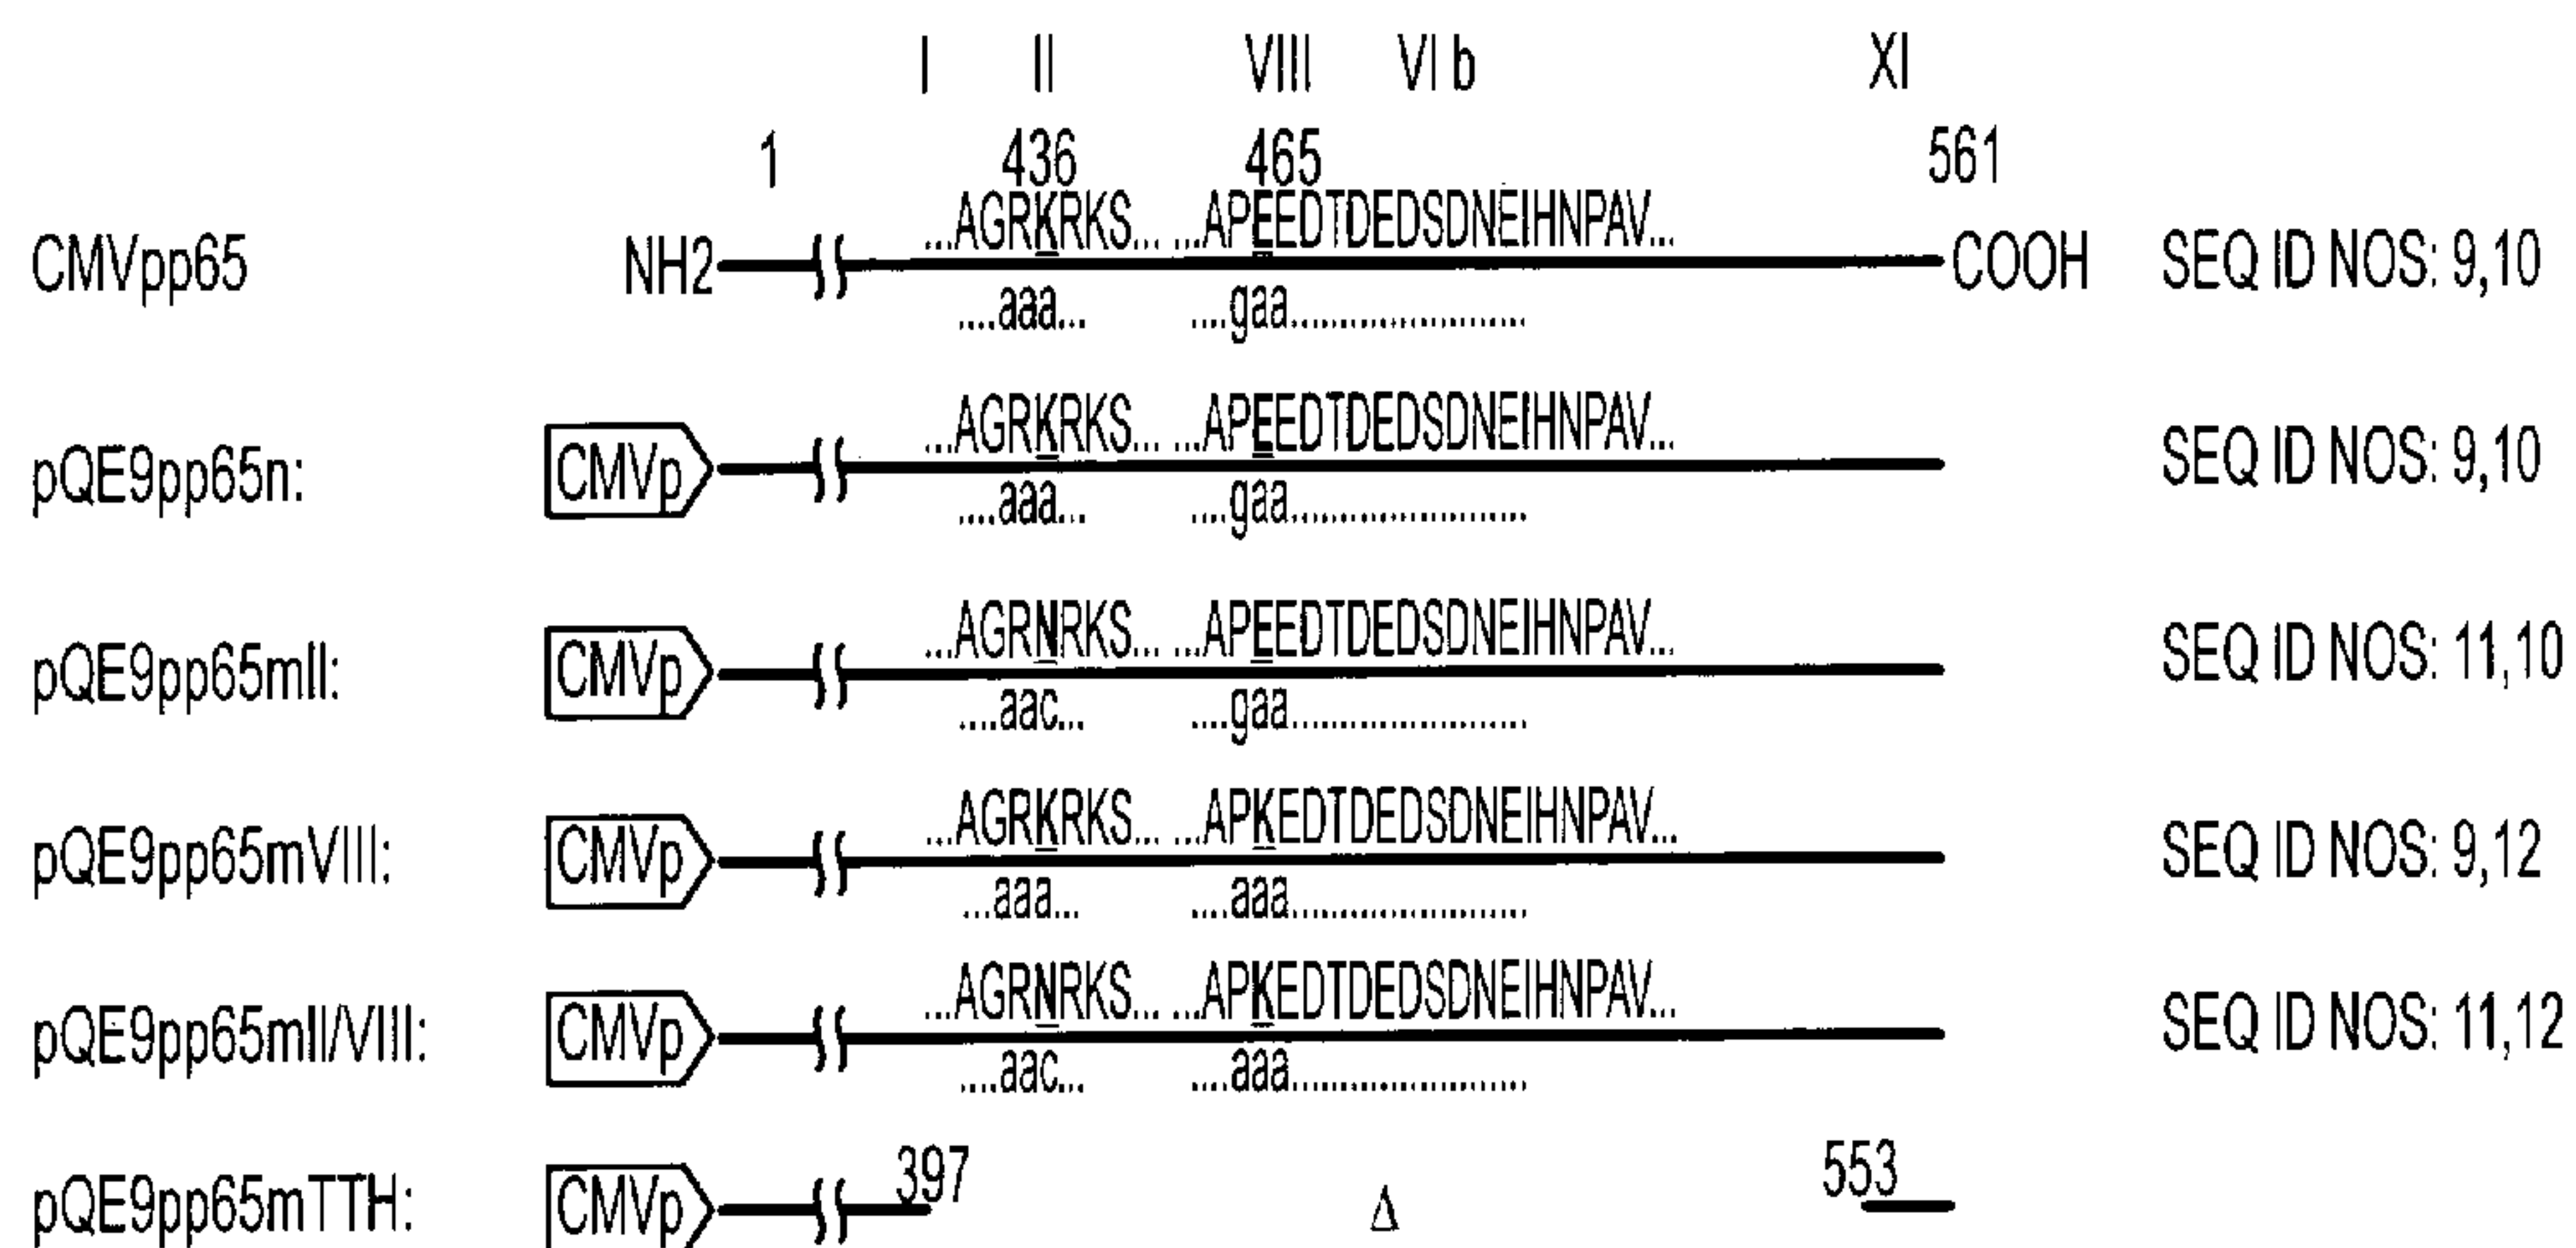 I II VIII VI b XI
1 436 465 561
...AGRKRKS... ...APEEDTDEDSDNEIHNPAV...
CMVpp65 NH2 COOH SEQ ID NOS: 9,10
....aaa... ....gaa........................
...AGRKRKS... ...APEEDTDEDSDNEIHNPAV...
pQE9pp65n: CMVp SEQ ID NOS: 9,10
....aaa... ....gaa........................
...AGRNRKS... ...APEEDTDEDSDNEIHNPAV...
pQE9pp65mII: CMVp SEQ ID NOS: 11,10
....aac... ....gaa........................
...AGRKRKS... ...APKEDTDEDSDNEIHNPAV...
pQE9pp65mVIII: CMVp SEQ ID NOS: 9,12
...aaa... ....aaa........................
...AGRNRKS... ...APKEDTDEDSDNEIHNPAV...
pQE9pp65mII/VIII: CMVp SEQ ID NOS: 11,12
....aac... ....aaa........................
397 553
pQE9pp65mTTH: CMVp Δ